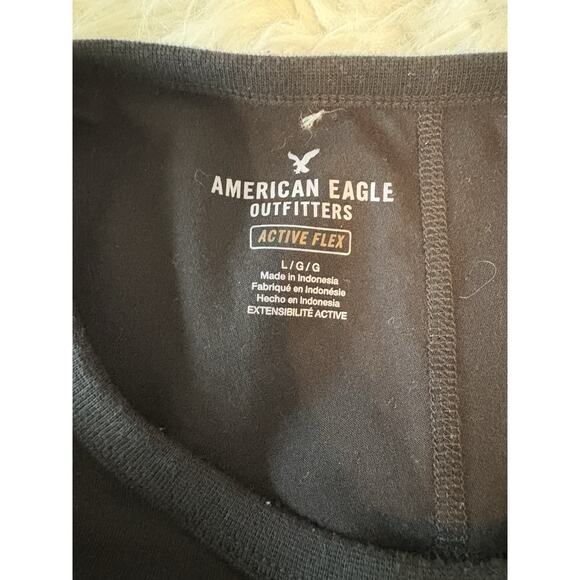 AMERICAN EAGLE
OUTFITTERS
ACTIVE FLEX
L/G/G
Made in Indonesia
Fabriqué en Indonésie
Hecho en Indonesia
EXTENSIBILITÉ ACTIVE